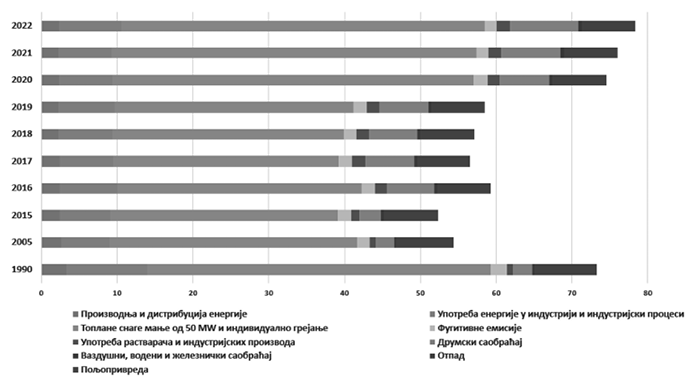 2022
2021
2020
2019
2018
2017
2016
2015
2005
1990
0 10 20 30 40 50 60 70 80
Производња и дистрибуција енергије
Употреба енергије у индустрији и индустријски процеси
Топлане снаге мање од 50 MW и индивидуално грејање
Фугитивне емисије
Употреба растварача и индустријских производа
Друмски саобраћај
Ваздушни, водени и железнички саобраћај
Отпад
Пољопривреда